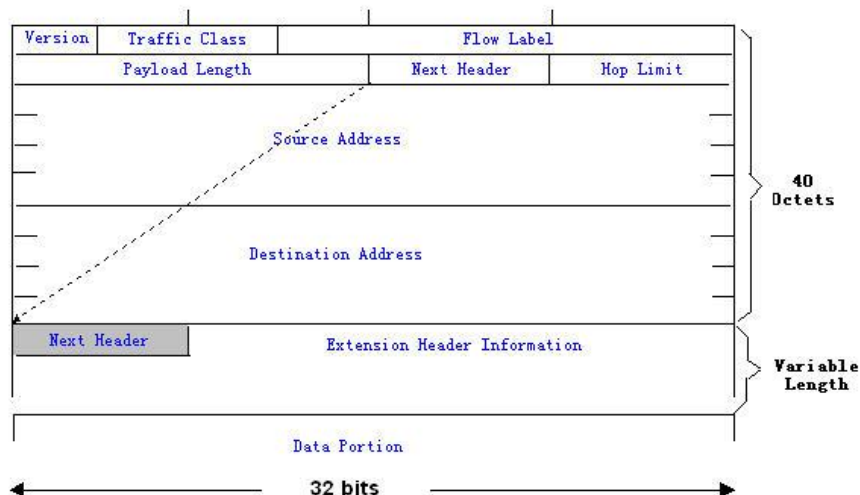 Version Traffic Class Flow Label
Payload Length Next Header Hop Limit
Source Address
40
Octets
Destination Address
Next Header Extension Header Information
Variable
Length
Data Portion
32 bits